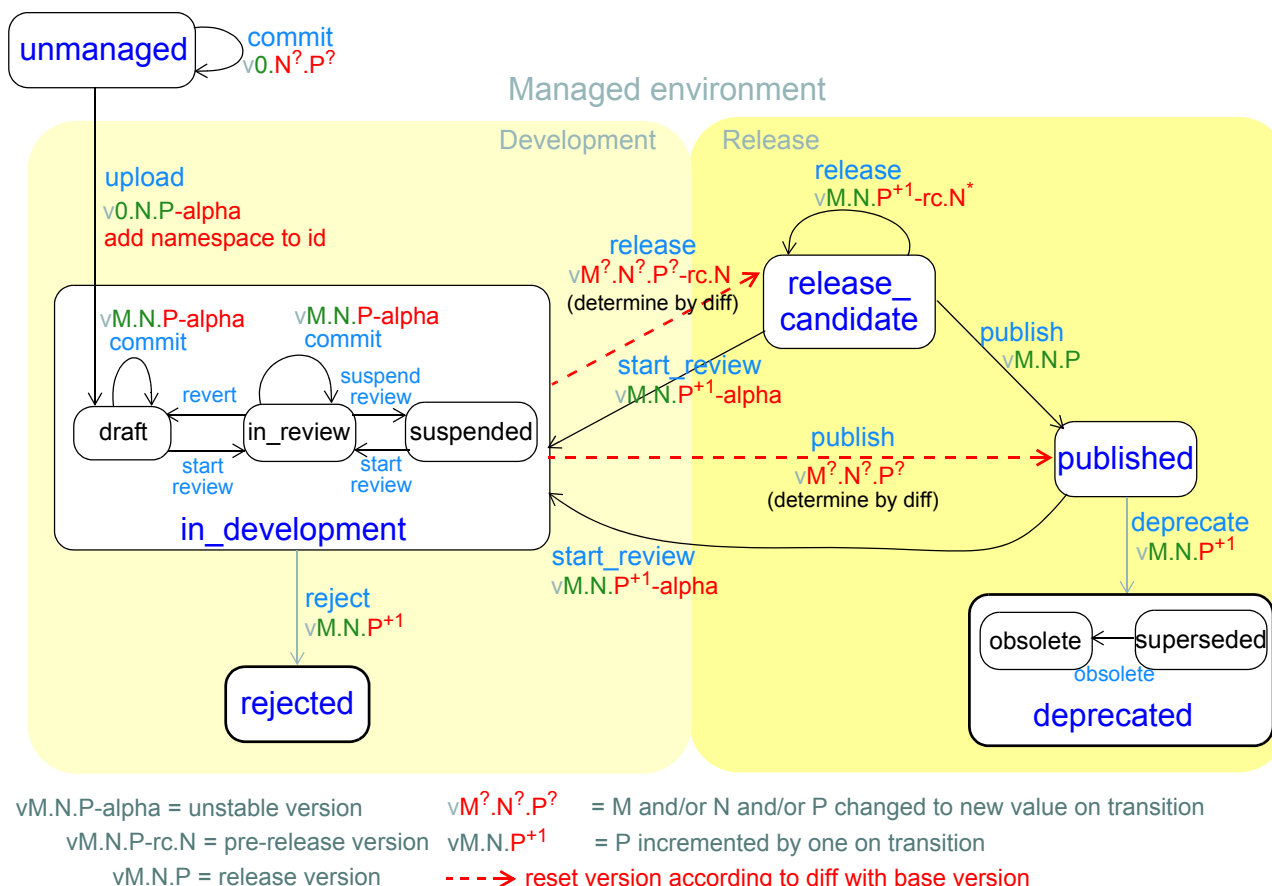 unmanaged
commit
v0.N?.P?
Managed environment
Development
Release
upload
v0.N.P-alpha
add namespace to id
release
vM.N.P+1-rc.N*
release
vM?.N?.P?-rc.N
(determine by diff)
release_
candidate
vM.N.P-alpha
commit
vM.N.P-alpha
commit
revert
suspend
review
draft
in_review
suspended
start
review
start
review
in_development
start_review
vM.N.P+1-alpha
publish
vM.N.P
publish
vM?.N?.P?
(determine by diff)
published
start_review
vM.N.P+1-alpha
deprecate
vM.N.P+1
reject
vM.N.P+1
rejected
obsolete
superseded
obsolete
deprecated
vM.N.P-alpha = unstable version
vM?.N?.P? = M and/or N and/or P changed to new value on transition
vM.N.P-rc.N = pre-release version
vM.N.P+1 = P incremented by one on transition
vM.N.P = release version
reset version according to diff with base version